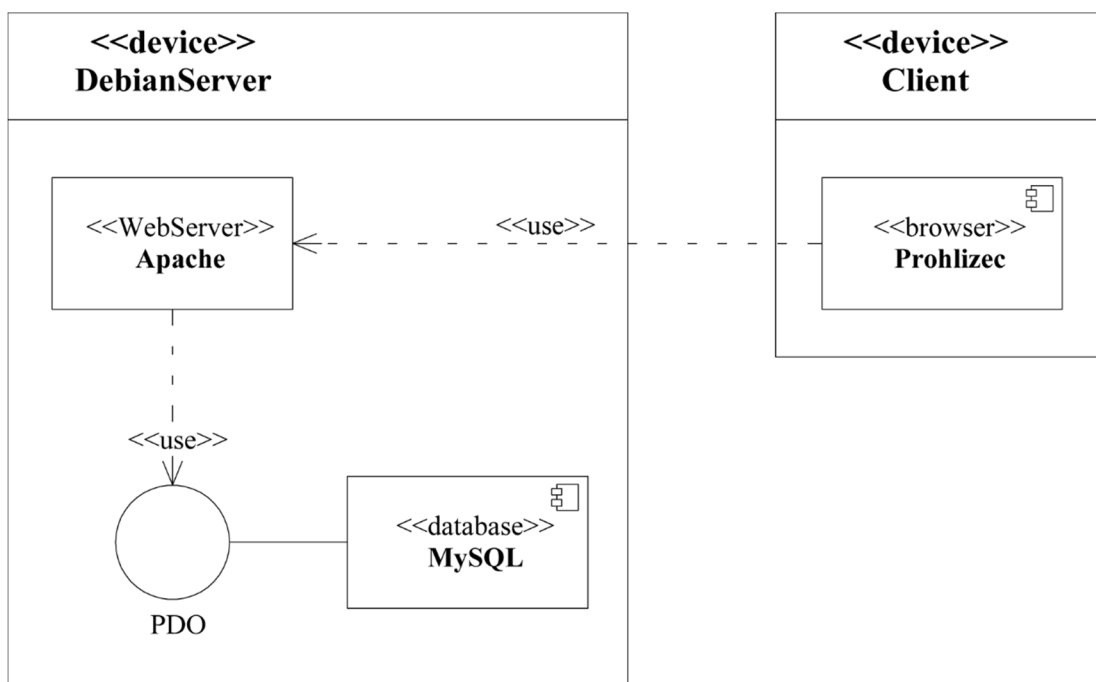 <<device>>
DebianServer
<<device>>
Client
<<WebServer>>
Apache
<<use>>
<<browser>>
Prohlizec
<<use>>
<<database>>
MySQL
PDO